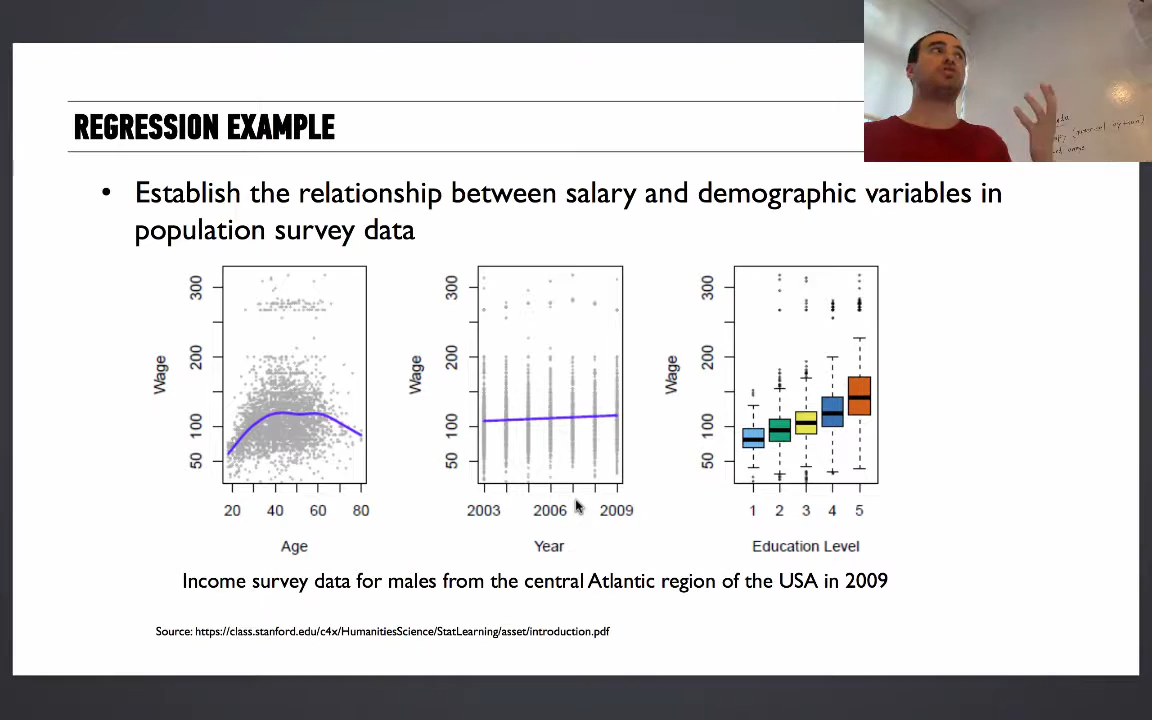 REGRESSION EXAMPLE
• Establish the relationship between salary and demographic variables in
population survey data
300
200
100
50
Wage
20 40 60 80
Age
300
200
100
50
Wage
2003 2006 2009
Year
300
200
100
50
Wage
1 2 3 4 5
Education Level
Income survey data for males from the central Atlantic region of the USA in 2009
Source: https://class.stanford.edu/c4x/HumanitiesScience/StatLearning/asset/introduction.pdf